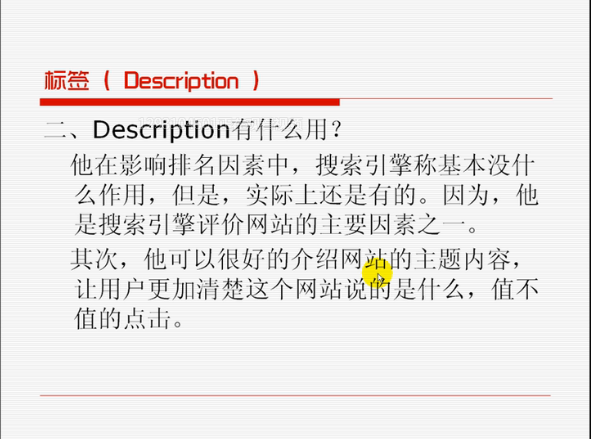 标签（ Description ）
二、Description有什么用？
他在影响排名因素中，搜索引擎称基本没什
么作用，但是，实际上还是有的。因为，他
是搜索引擎评价网站的主要因素之一。
其次，他可以很好的介绍网站的主题内容，
让用户更加清楚这个网站说的是什么，值不
值的点击。